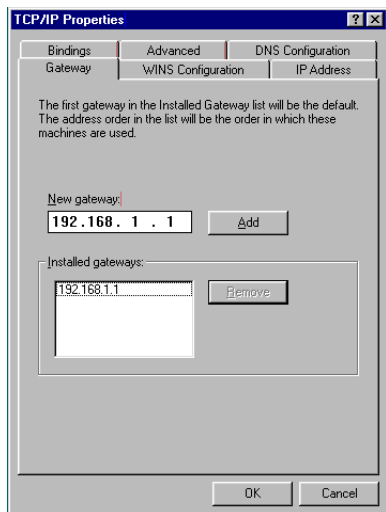 TCP/IP Properties
Bindings Advanced DNS Configuration
Gateway WINS Configuration IP Address
The first gateway in the Installed Gateway list will be the default.
The address order in the list will be the order in which these
machines are used.
New gateway:
192.168. 1 . 1 Add
Installed gateways:
192.168.1.1 Remove
OK Cancel